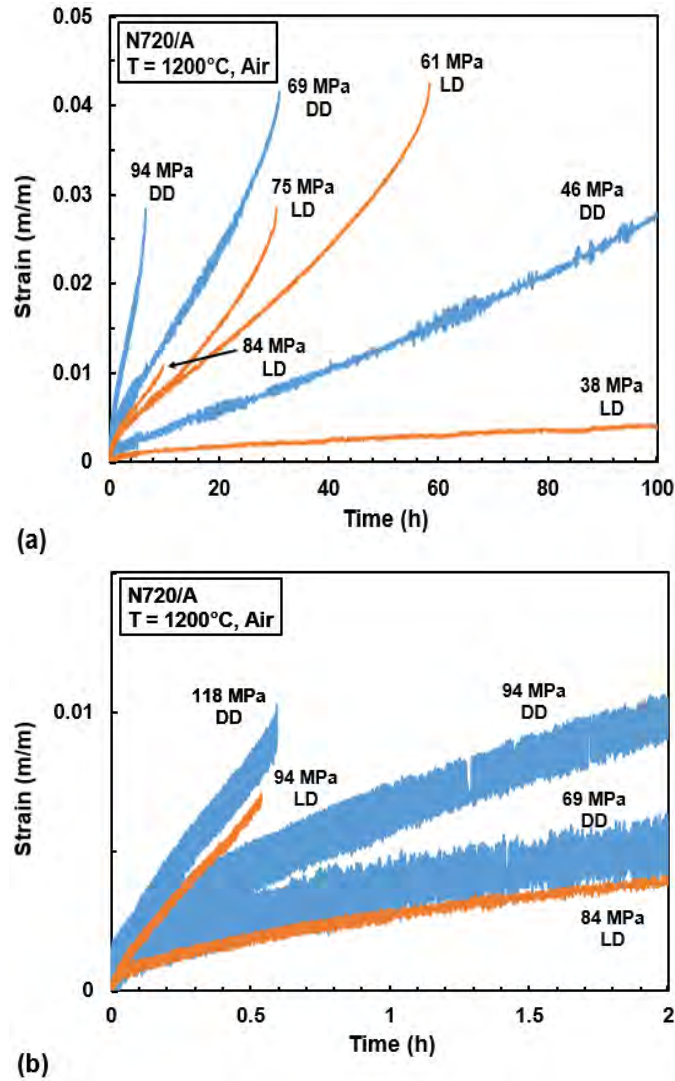 0.05
N720/A
T = 1200°C, Air
69 MPa
DD
61 MPa
LD
0.04
94 MPa
DD
75 MPa
LD
46 MPa
DD
0.03
Strain (m/m)
0.02
84 MPa
LD
0.01
38 MPa
LD
0
0 20 40 60 80 100
Time (h)
(a)
N720/A
T = 1200°C, Air
118 MPa
DD
94 MPa
DD
0.01
94 MPa
LD
69 MPa
DD
Strain (m/m)
84 MPa
LD
0
0 0.5 1 1.5 2
Time (h)
(b)